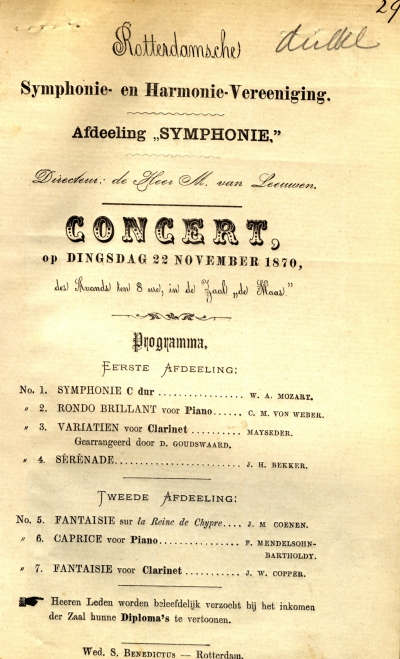 29
dubbel
Rotterdamsche
Symphonie- en Harmonie-Vereeniging.
Afdeeling „SYMPHONIE,”
Directeur: de Heer M. van Leeuwen.
CONCERT,
op DINGSDAG 22 NOVEMBER 1870,
des Avonds ten 8 ure, in de Zaal „de Maas”
Programma.
EERSTE AFDEELING:
No. 1. SYMPHONIE C dur .......... W. A. MOZART.
„ 2. RONDO BRILLANT voor Piano...... C. M. VON WEBER.
„ 3. VARIATIEN voor Clarinet .......... MAYSEDER.
Gearrangeerd door D. GOUDSWAARD.
„ 4. SÉRÉNADE.......................... J. H. BEKKER.
TWEEDE AFDEELING:
No. 5. FANTAISIE sur la Reine de Chypre.... J. M COENEN.
„ 6. CAPRICE voor Piano................ F. MENDELSOHN-
BARTHOLDY.
„ 7. FANTAISIE voor Clarinet .......... J. W. COPPER.
Heeren Leden worden beleefdelijk verzocht bij het inkomen
der Zaal hunne Diploma's te vertoonen.
Wed. S. BENEDICTUS — Rotterdam.